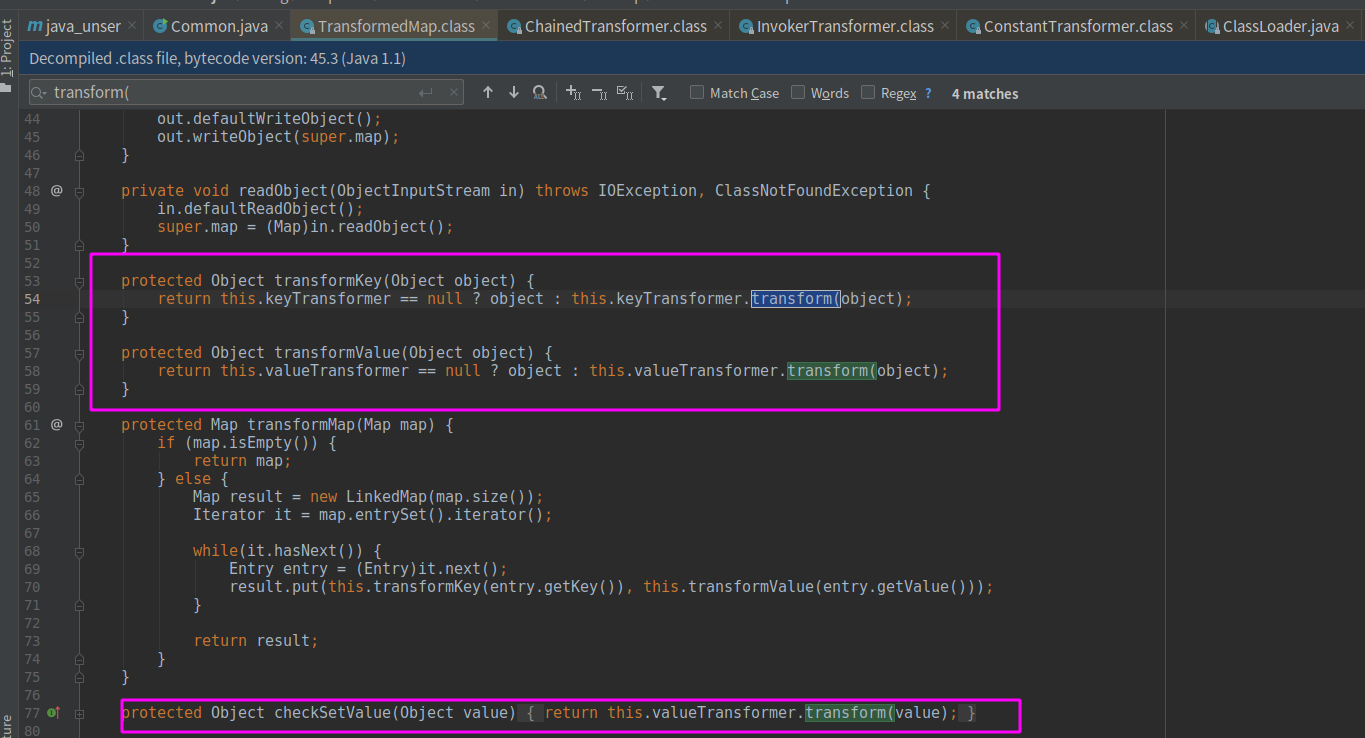 java_unser Common.java TransformedMap.class ChainedTransformer.class InvokerTransformer.class ConstantTransformer.class ClassLoader.java
1: Project
Decompiled .class file, bytecode version: 45.3 (Java 1.1)
transform( Match Case Words Regex ? 4 matches
44 out.defaultWriteObject();
45 out.writeObject(super.map);
46 }
47
48 @ private void readObject(ObjectInputStream in) throws IOException, ClassNotFoundException {
49 in.defaultReadObject();
50 super.map = (Map)in.readObject();
51 }
52
53 protected Object transformKey(Object object) {
54 return this.keyTransformer == null ? object : this.keyTransformer.transform(object);
55 }
56
57 protected Object transformValue(Object object) {
58 return this.valueTransformer == null ? object : this.valueTransformer.transform(object);
59 }
60
61 @ protected Map transformMap(Map map) {
62 if (map.isEmpty()) {
63 return map;
64 } else {
65 Map result = new LinkedMap(map.size());
66 Iterator it = map.entrySet().iterator();
67
68 while(it.hasNext()) {
69 Entry entry = (Entry)it.next();
70 result.put(this.transformKey(entry.getKey()), this.transformValue(entry.getValue()));
71 }
72
73 return result;
74 }
75 }
76
77 protected Object checkSetValue(Object value) { return this.valueTransformer.transform(value); }
80